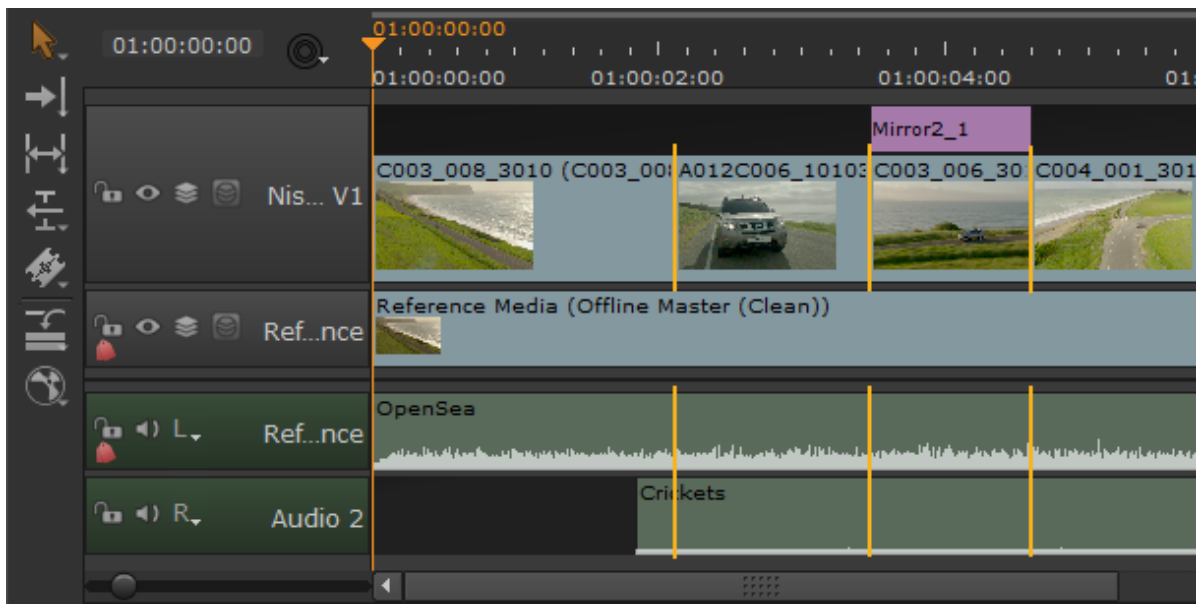 01:00:00:00
01:00:00:00
01:00:00:00 01:00:02:00 01:00:04:00 01:
Mirror2_1
Nis... V1
C003_008_3010 (C003_008 A012C006_10103 C003_006_30 C004_001_301
Ref...nce
Reference Media (Offline Master (Clean))
L
Ref...nce
OpenSea
R
Audio 2
Crickets